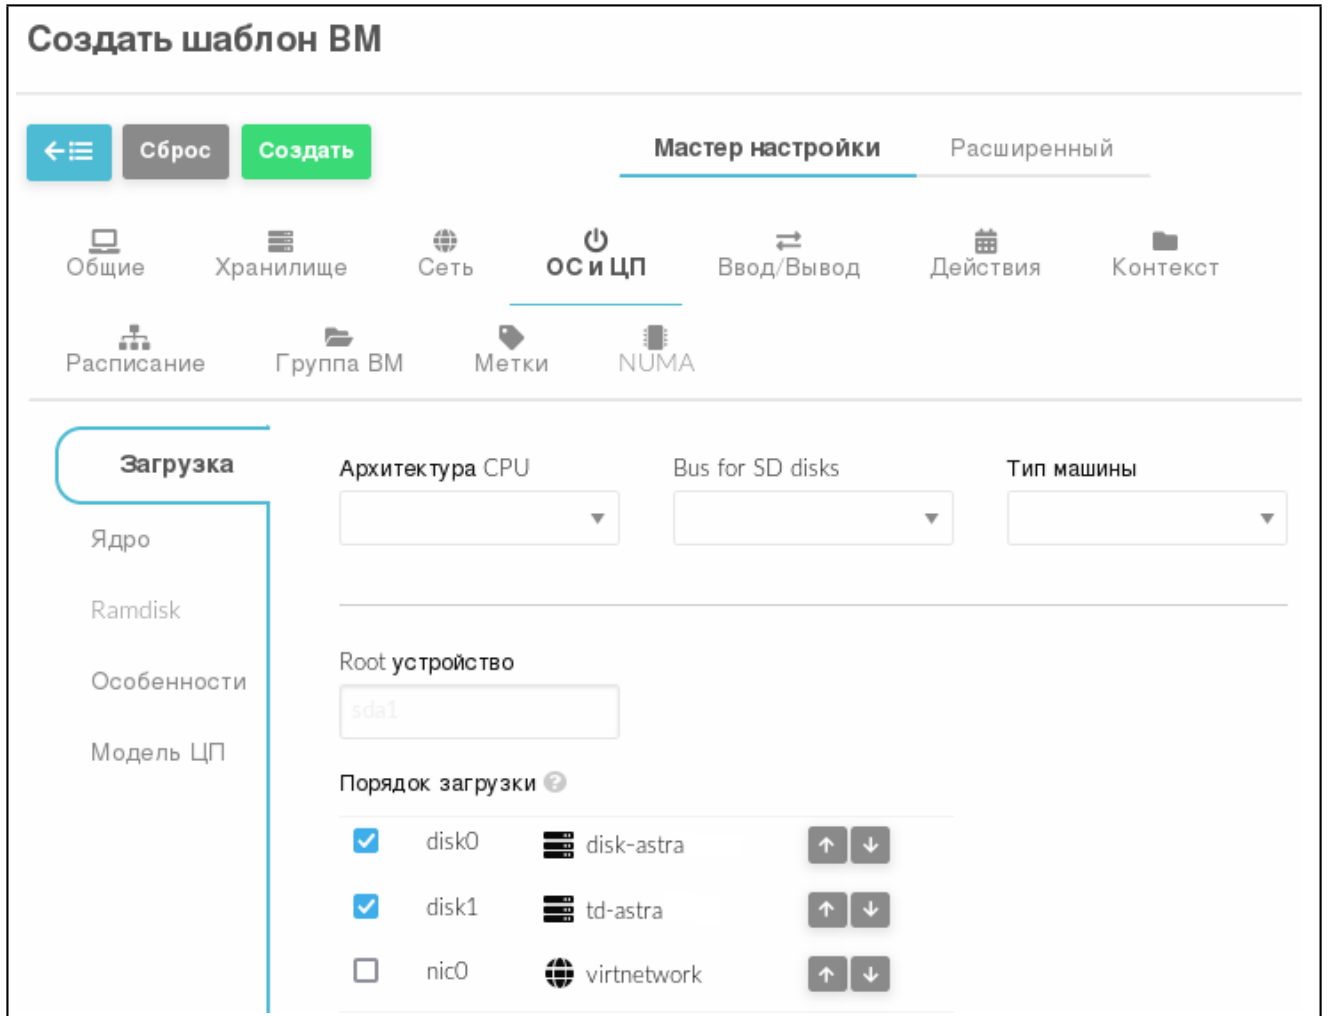 Создать шаблон ВМ
Сброс Создать Мастер настройки Расширенный
Общие Хранилище Сеть ОС и ЦП Ввод/Вывод Действия Контекст
Расписание Группа ВМ Метки NUMA
Загрузка
Архитектура CPU Bus for SD disks Тип машины
Ядро
Ramdisk
Root устройство
Особенности
sda1
Модель ЦП
Порядок загрузки ?
disk0 disk-astra
disk1 td-astra
nic0 virtnetwork